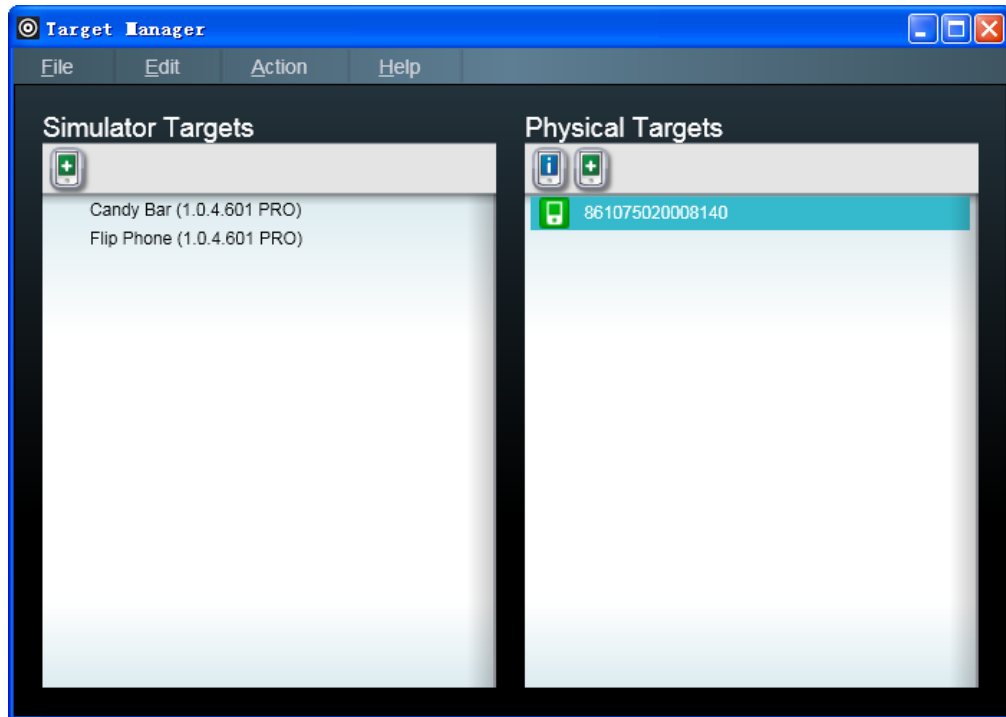 Target Manager
File Edit Action Help
Simulator Targets
Candy Bar (1.0.4.601 PRO)
Flip Phone (1.0.4.601 PRO)
Physical Targets
i
861075020008140